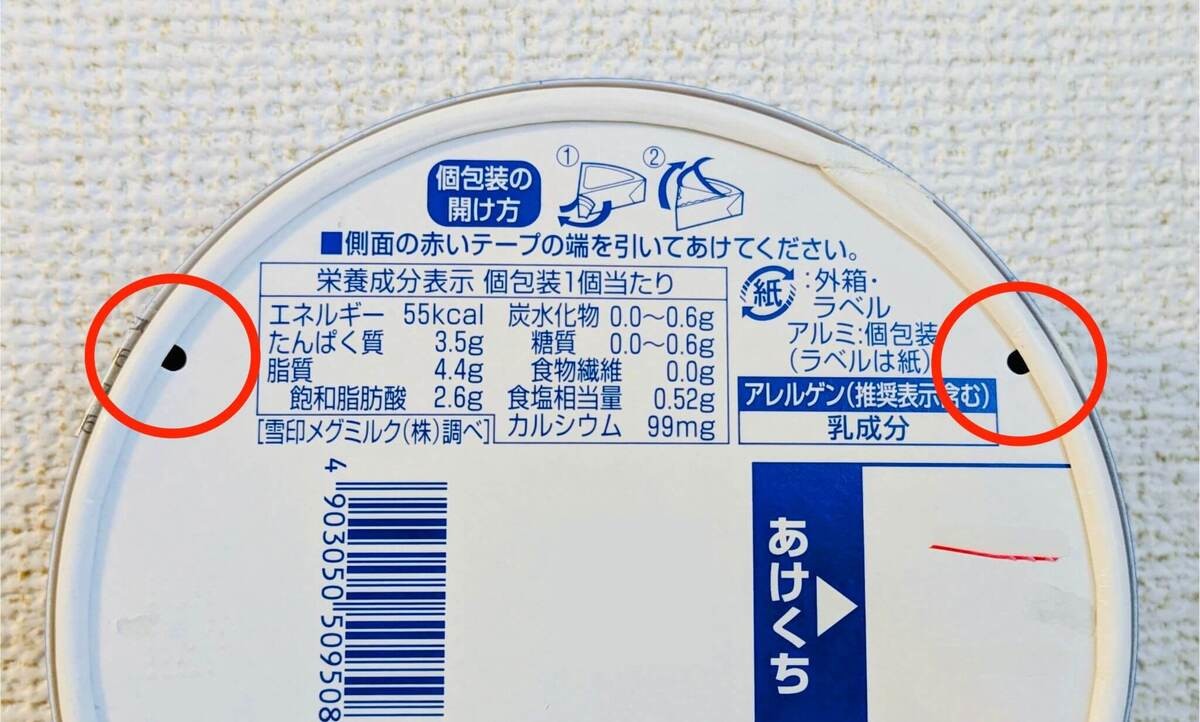 個包装の
開け方
① ②
■側面の赤いテープの端を引いてあけてください。
栄養成分表示 個包装1個当たり
エネルギー 55kcal
たんぱく質 3.5g
脂質 4.4g
飽和脂肪酸 2.6g
炭水化物 0.0〜0.6g
糖質 0.0〜0.6g
食物繊維 0.0g
食塩相当量 0.52g
カルシウム 99mg
[雪印メグミルク(株)調べ]
紙:外箱・
ラベル
アルミ:個包装
(ラベルは紙)
アレルゲン(推奨表示含む)
乳成分
4 903050 509508
あけくち